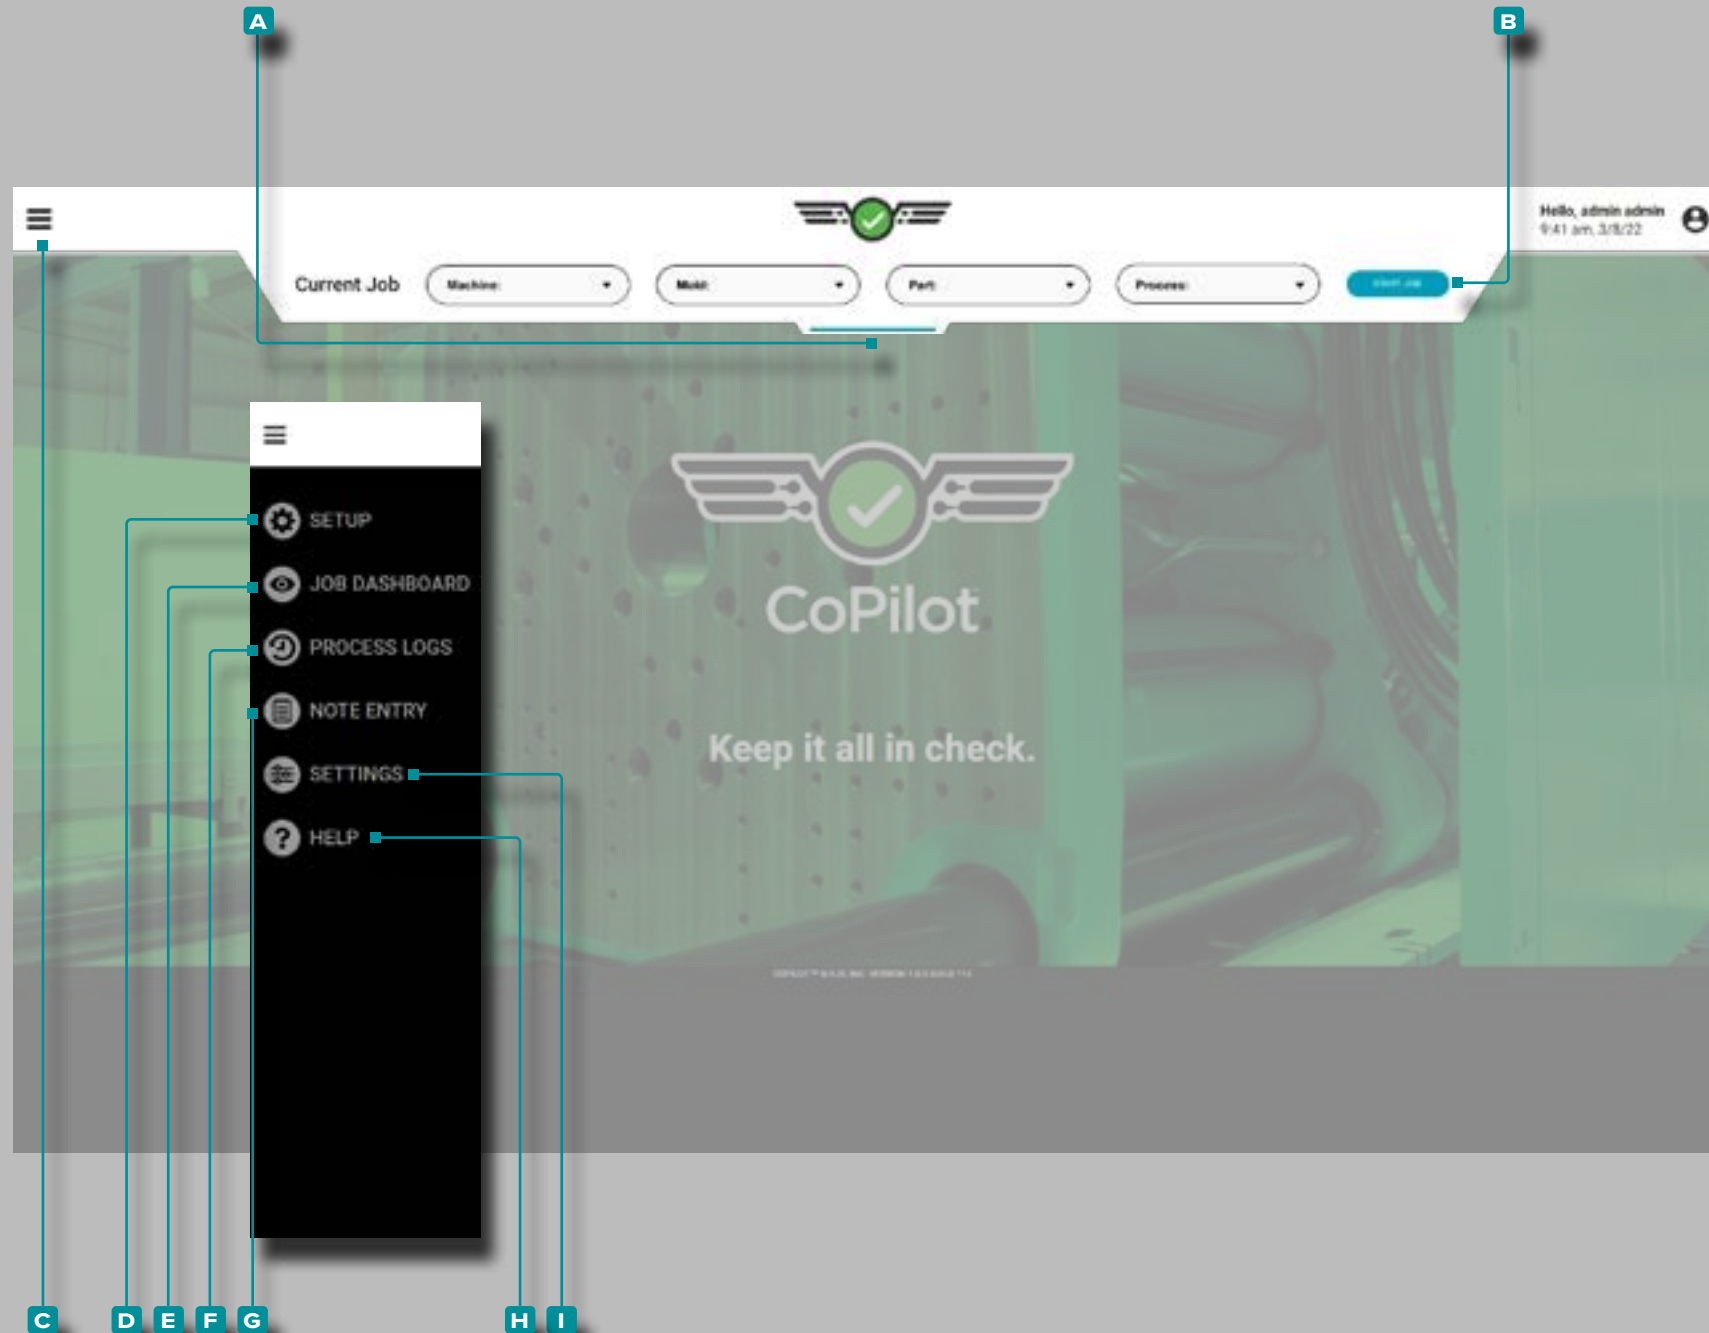 A
B
Hello, admin admin
9:41 am, 3/8/22
Current Job
Machine:
Mold:
Part:
Process:
SETUP
JOB DASHBOARD
PROCESS LOGS
NOTE ENTRY
SETTINGS
HELP
CoPilot
Keep it all in check.
C
D
E
F
G
H
I